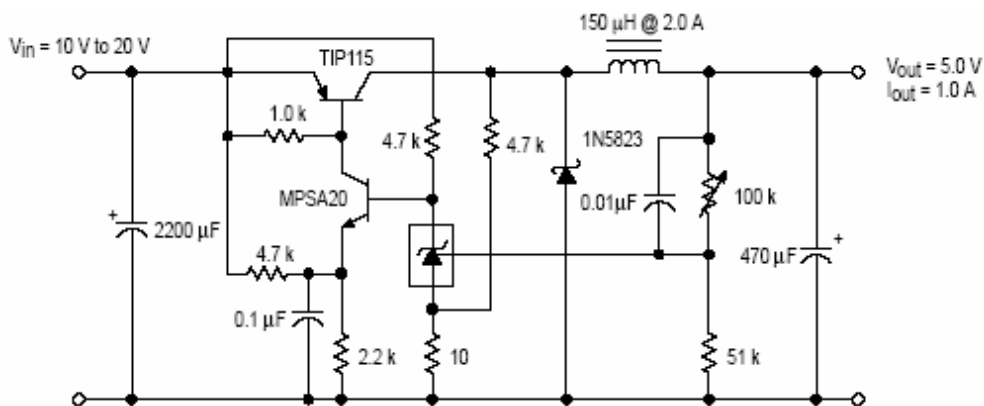 150 µH @ 2.0 A
Vin = 10 V to 20 V
TIP115
Vout = 5.0 V
Iout = 1.0 A
1.0 k
4.7 k
4.7 k
1N5823
MPSA20
0.01µF
100 k
+
2200 µF
4.7 k
470 µF
+
0.1 µF
2.2 k
10
51 k